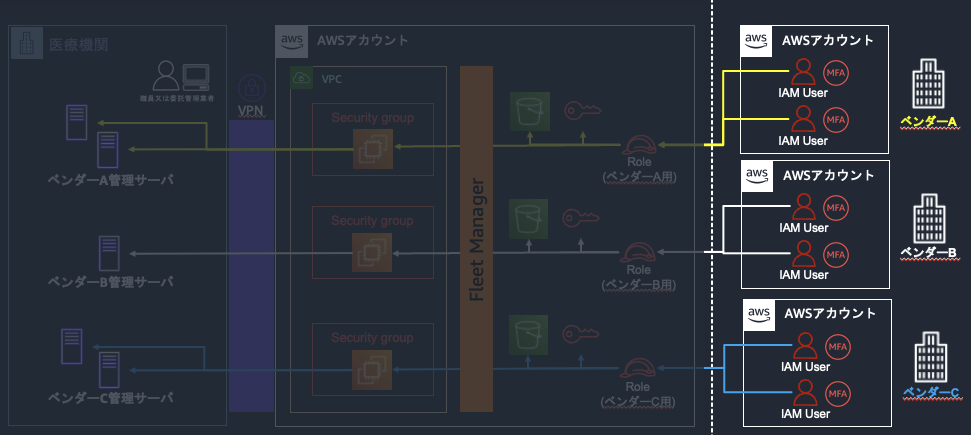 医療機関
職員又は委託管理業者
ベンダーA管理サーバ
ベンダーB管理サーバ
ベンダーC管理サーバ
VPN
aws
AWSアカウント
VPC
Security group
Security group
Security group
Fleet Manager
Role
(ベンダーA用)
Role
(ベンダーB用)
Role
(ベンダーC用)
aws
AWSアカウント
MFA
IAM User
MFA
IAM User
ベンダーA
aws
AWSアカウント
MFA
IAM User
MFA
IAM User
ベンダーB
aws
AWSアカウント
MFA
IAM User
MFA
IAM User
ベンダーC